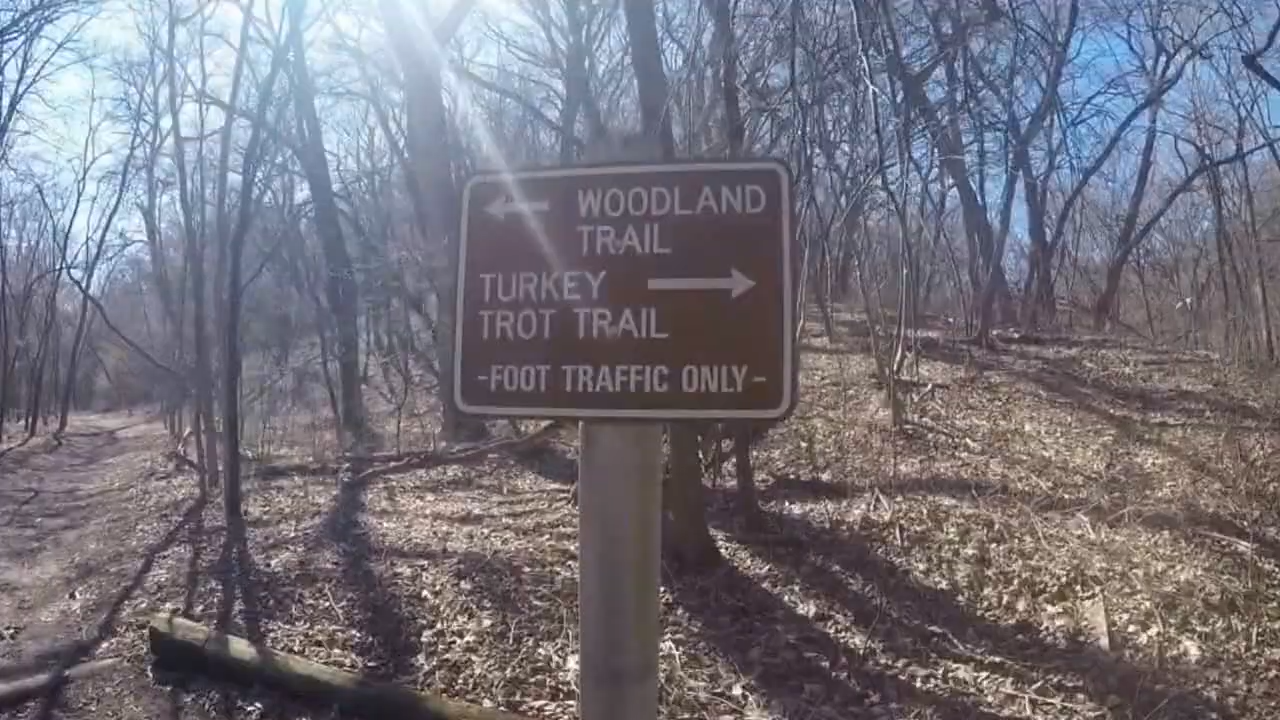 WOODLAND
TRAIL
TURKEY
TROT TRAIL
-FOOT TRAFFIC ONLY-